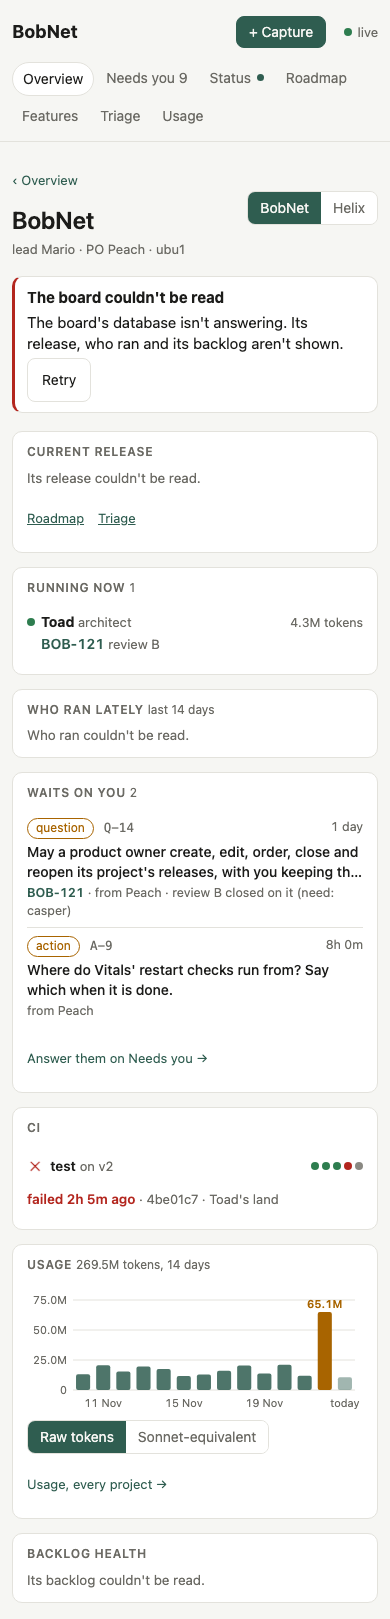 BobNet
+ Capture
live
Overview
Needs you 9
Status
Roadmap
Features
Triage
Usage
‹ Overview
BobNet
BobNet
Helix
lead Mario · PO Peach · ubu1
The board couldn't be read
The board's database isn't answering. Its
release, who ran and its backlog aren't shown.
Retry
CURRENT RELEASE
Its release couldn't be read.
Roadmap
Triage
RUNNING NOW 1
Toad architect
4.3M tokens
BOB-121 review B
WHO RAN LATELY last 14 days
Who ran couldn't be read.
WAITS ON YOU 2
question Q–14
1 day
May a product owner create, edit, order, close and
reopen its project's releases, with you keeping th...
BOB-121 · from Peach · review B closed on it (need:
casper)
action A–9
8h 0m
Where do Vitals' restart checks run from? Say
which when it is done.
from Peach
Answer them on Needs you →
CI
× test on v2
failed 2h 5m ago · 4be01c7 · Toad's land
USAGE 269.5M tokens, 14 days
75.0M
65.1M
50.0M
25.0M
0
11 Nov
15 Nov
19 Nov
today
Raw tokens
Sonnet-equivalent
Usage, every project →
BACKLOG HEALTH
Its backlog couldn't be read.